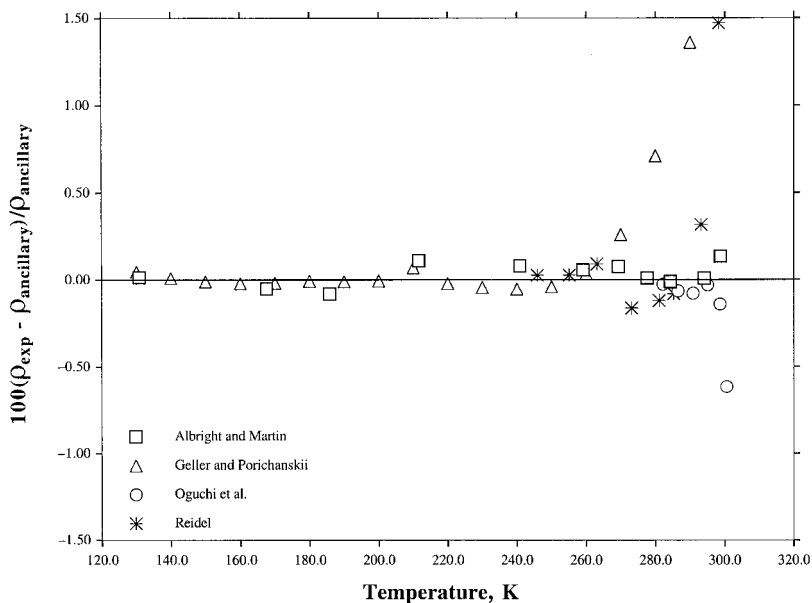 100(ρexp - ρancillary)/ρancillary
1.50
1.00
0.50
0.00
-0.50
-1.00
-1.50
Albright and Martin
Geller and Porichanskii
Oguchi et al.
Reidel
120.0 140.0 160.0 180.0 200.0 220.0 240.0 260.0 280.0 300.0 320.0
Temperature, K